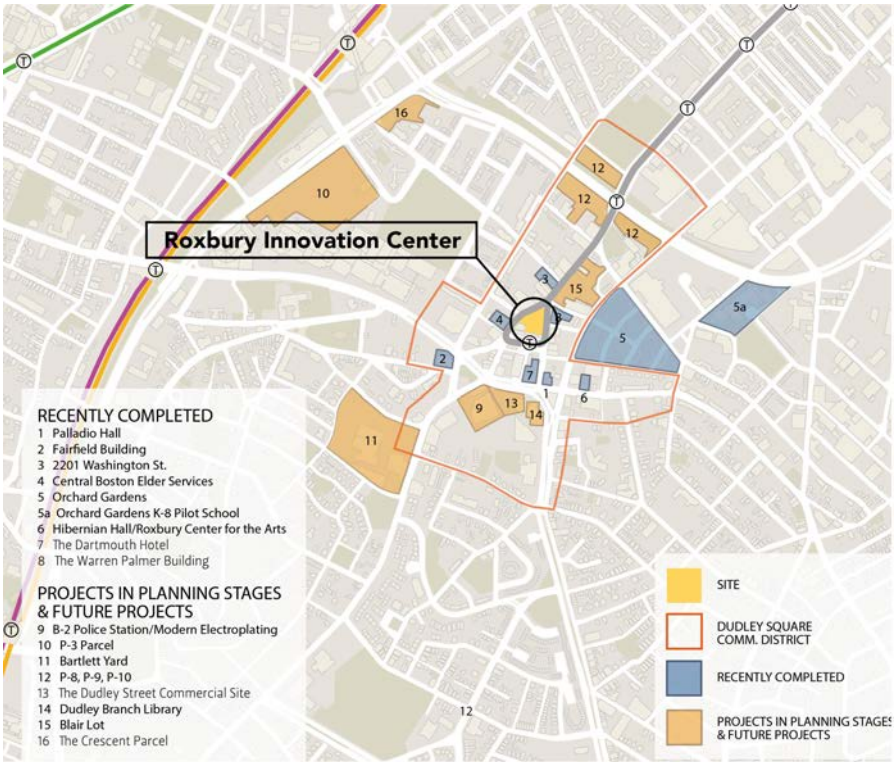 T
T
T
T
T
16
12
10
12
T
12
Roxbury Innovation Center
T
3
15
5a
4
8
5
T
2
7
1
6
9
13
14
11
RECENTLY COMPLETED
1 Palladio Hall
2 Fairfield Building
3 2201 Washington St.
4 Central Boston Elder Services
5 Orchard Gardens
5a Orchard Gardens K-8 Pilot School
6 Hibernian Hall/Roxbury Center for the Arts
7 The Dartmouth Hotel
8 The Warren Palmer Building
PROJECTS IN PLANNING STAGES
& FUTURE PROJECTS
9 B-2 Police Station/Modern Electroplating
10 P-3 Parcel
11 Bartlett Yard
12 P-8, P-9, P-10
13 The Dudley Street Commercial Site
14 Dudley Branch Library
15 Blair Lot
16 The Crescent Parcel
T
12
SITE
DUDLEY SQUARE
COMM. DISTRICT
RECENTLY COMPLETED
PROJECTS IN PLANNING STAGES
& FUTURE PROJECTS